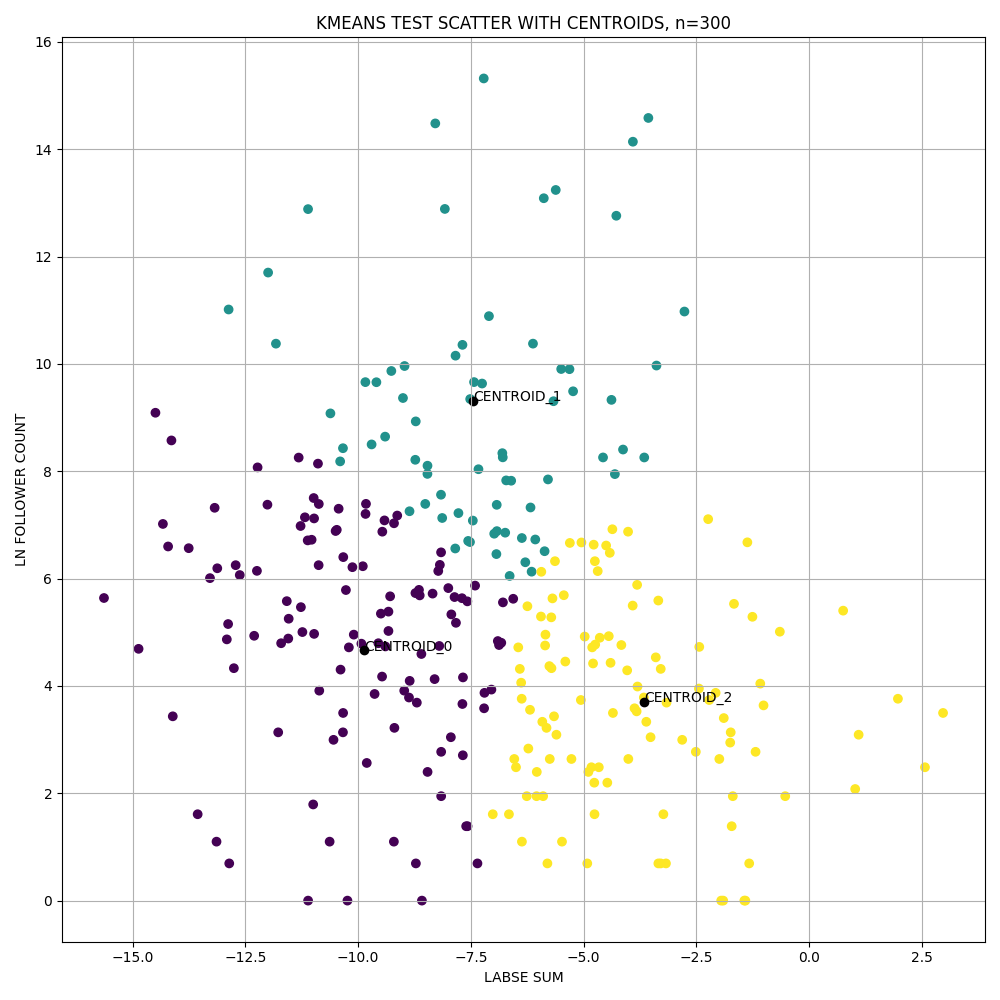 KMEANS TEST SCATTER WITH CENTROIDS, n=300
16
14
12
10
8
6
4
2
0
LN FOLLOWER COUNT
CENTROID_1
CENTROID_0
CENTROID_2
−15.0 −12.5 −10.0 −7.5 −5.0 −2.5 0.0 2.5
LABSE SUM